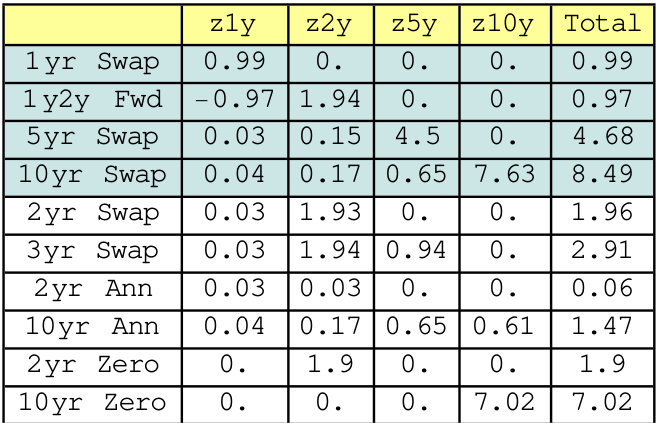 z1y z2y z5y z10y Total
1yr Swap 0.99 0. 0. 0. 0.99
1y2y Fwd -0.97 1.94 0. 0. 0.97
5yr Swap 0.03 0.15 4.5 0. 4.68
10yr Swap 0.04 0.17 0.65 7.63 8.49
2yr Swap 0.03 1.93 0. 0. 1.96
3yr Swap 0.03 1.94 0.94 0. 2.91
2yr Ann 0.03 0.03 0. 0. 0.06
10yr Ann 0.04 0.17 0.65 0.61 1.47
2yr Zero 0. 1.9 0. 0. 1.9
10yr Zero 0. 0. 0. 7.02 7.02